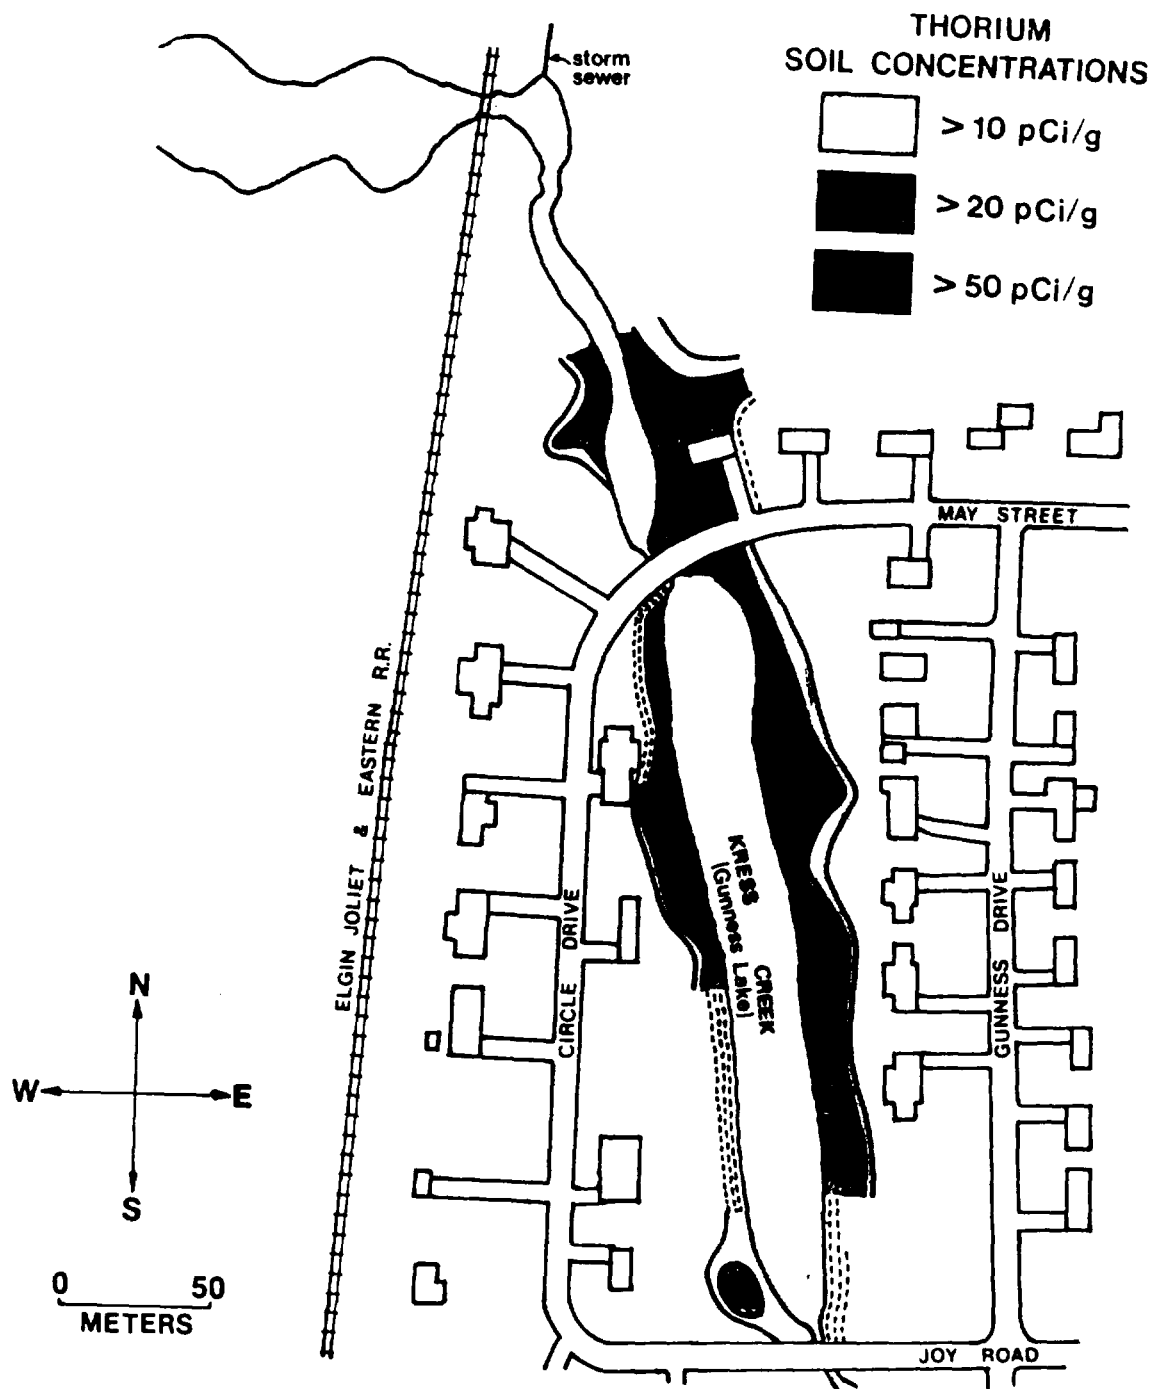 THORIUM
SOIL CONCENTRATIONS
> 10 pCi/g
> 20 pCi/g
> 50 pCi/g
storm
sewer
MAY STREET
ELGIN JOLIET & EASTERN R.R.
KRESS CREEK
(Gunness Lake)
CIRCLE DRIVE
GUNNESS DRIVE
N
W
E
S
0 50
METERS
JOY ROAD